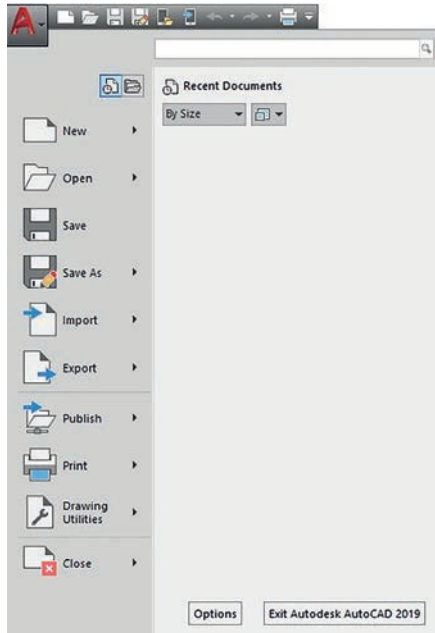 A
Recent Documents
By Size
New
Open
Save
Save As
Import
Export
Publish
Print
Drawing
Utilities
Close
Options
Exit Autodesk AutoCAD 2019